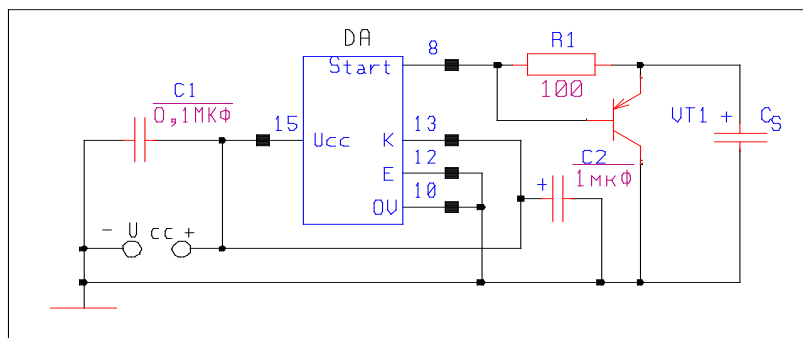 DA
8
R1
Start
C1
100
0,1МКФ
15
13
VT1
+
Cs
Ucc
К
12
C2
E
1мкФ
10
+
0V
- U cc +